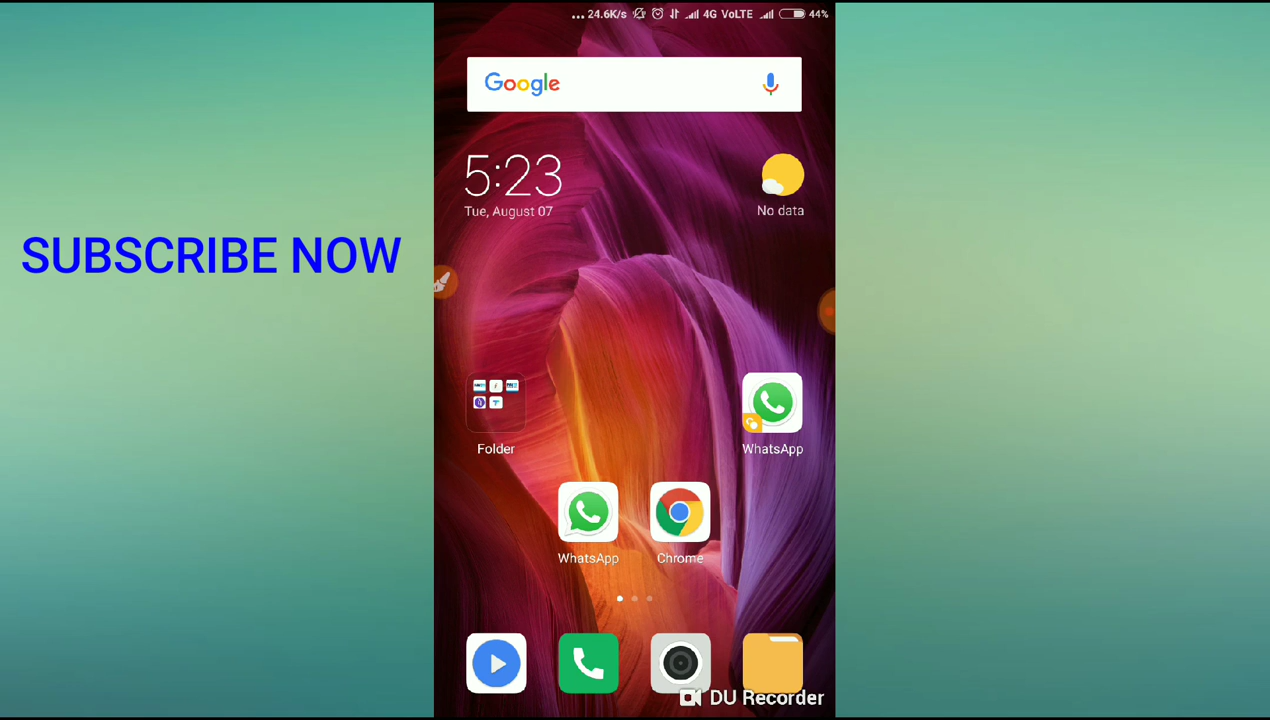 ... 24.6K/s 4G VoLTE 44%
Google
5:23
Tue, August 07
No data
SUBSCRIBE NOW
Folder
WhatsApp
WhatsApp
Chrome
DU Recorder